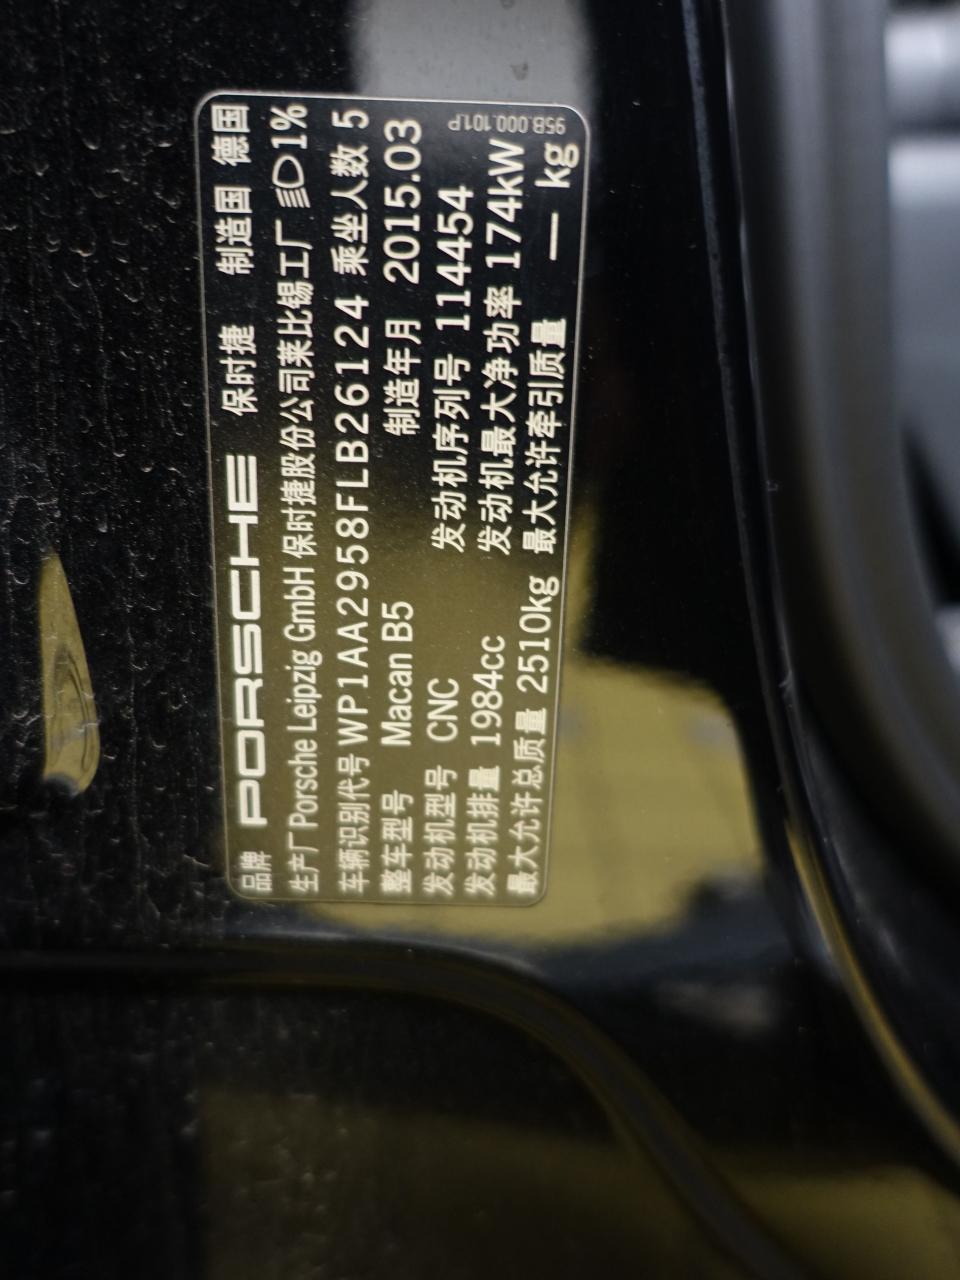 品牌 PORSCHE 保时捷 制造国 德国
生产厂 Porsche Leipzig GmbH 保时捷股份公司莱比锡工厂 1%
车辆识别代号 WP1AA2958FLB26124 乘坐人数 5
整车型号 Macan B5 制造年月 2015.03
发动机型号 CNC 发动机序列号 114454
发动机排量 1984cc 发动机最大净功率 174kW
最大允许总质量 2510kg 最大允许牵引质量 — kg
95B.000.101.P